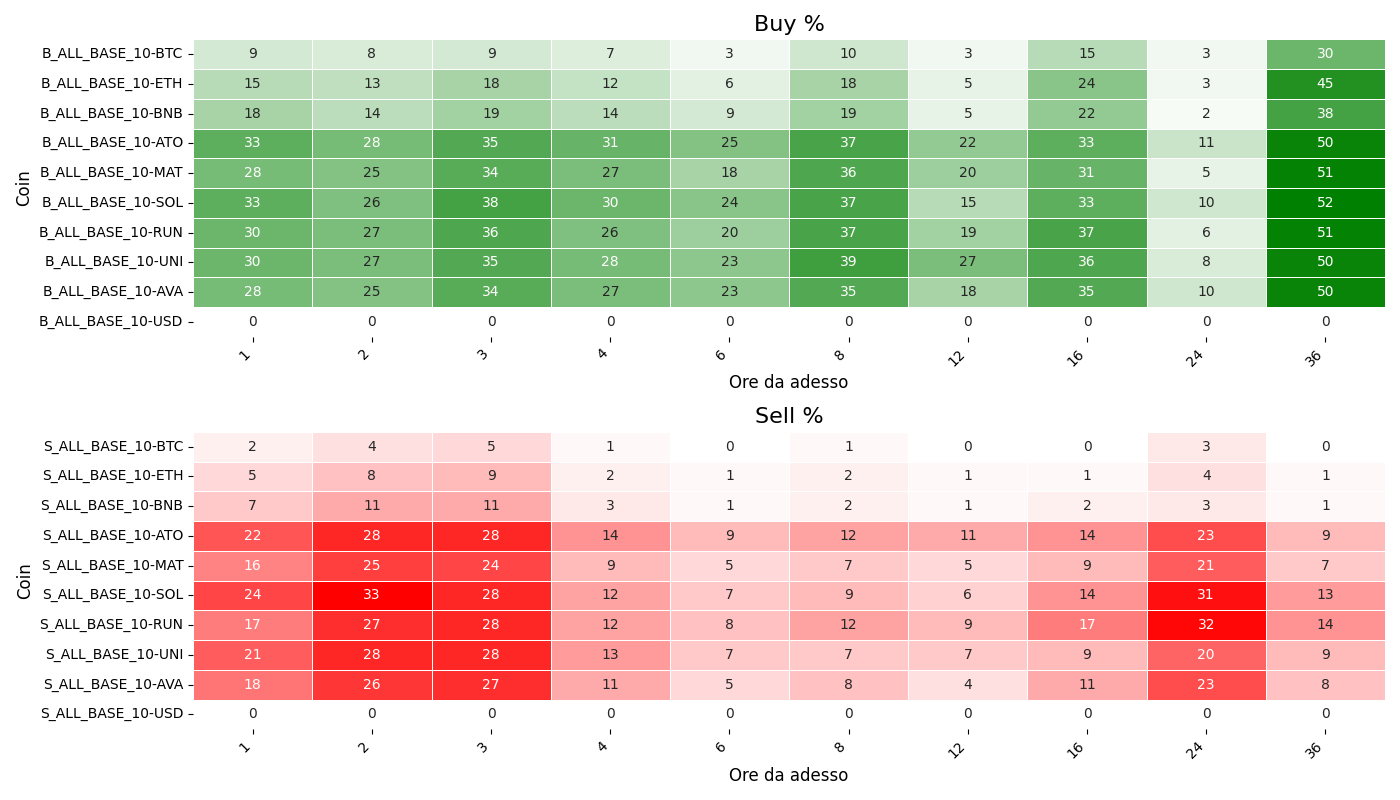 Buy %
Coin
B_ALL_BASE_10-BTC 9 8 9 7 3 10 3 15 3 30
B_ALL_BASE_10-ETH 15 13 18 12 6 18 5 24 3 45
B_ALL_BASE_10-BNB 18 14 19 14 9 19 5 22 2 38
B_ALL_BASE_10-ATO 33 28 35 31 25 37 22 33 11 50
B_ALL_BASE_10-MAT 28 25 34 27 18 36 20 31 5 51
B_ALL_BASE_10-SOL 33 26 38 30 24 37 15 33 10 52
B_ALL_BASE_10-RUN 30 27 36 26 20 37 19 37 6 51
B_ALL_BASE_10-UNI 30 27 35 28 23 39 27 36 8 50
B_ALL_BASE_10-AVA 28 25 34 27 23 35 18 35 10 50
B_ALL_BASE_10-USD 0 0 0 0 0 0 0 0 0 0
1 2 3 4 6 8 12 16 24 36
Ore da adesso
Sell %
Coin
S_ALL_BASE_10-BTC 2 4 5 1 0 1 0 0 3 0
S_ALL_BASE_10-ETH 5 8 9 2 1 2 1 1 4 1
S_ALL_BASE_10-BNB 7 11 11 3 1 2 1 2 3 1
S_ALL_BASE_10-ATO 22 28 28 14 9 12 11 14 23 9
S_ALL_BASE_10-MAT 16 25 24 9 5 7 5 9 21 7
S_ALL_BASE_10-SOL 24 33 28 12 7 9 6 14 31 13
S_ALL_BASE_10-RUN 17 27 28 12 8 12 9 17 32 14
S_ALL_BASE_10-UNI 21 28 28 13 7 7 7 9 20 9
S_ALL_BASE_10-AVA 18 26 27 11 5 8 4 11 23 8
S_ALL_BASE_10-USD 0 0 0 0 0 0 0 0 0 0
1 2 3 4 6 8 12 16 24 36
Ore da adesso